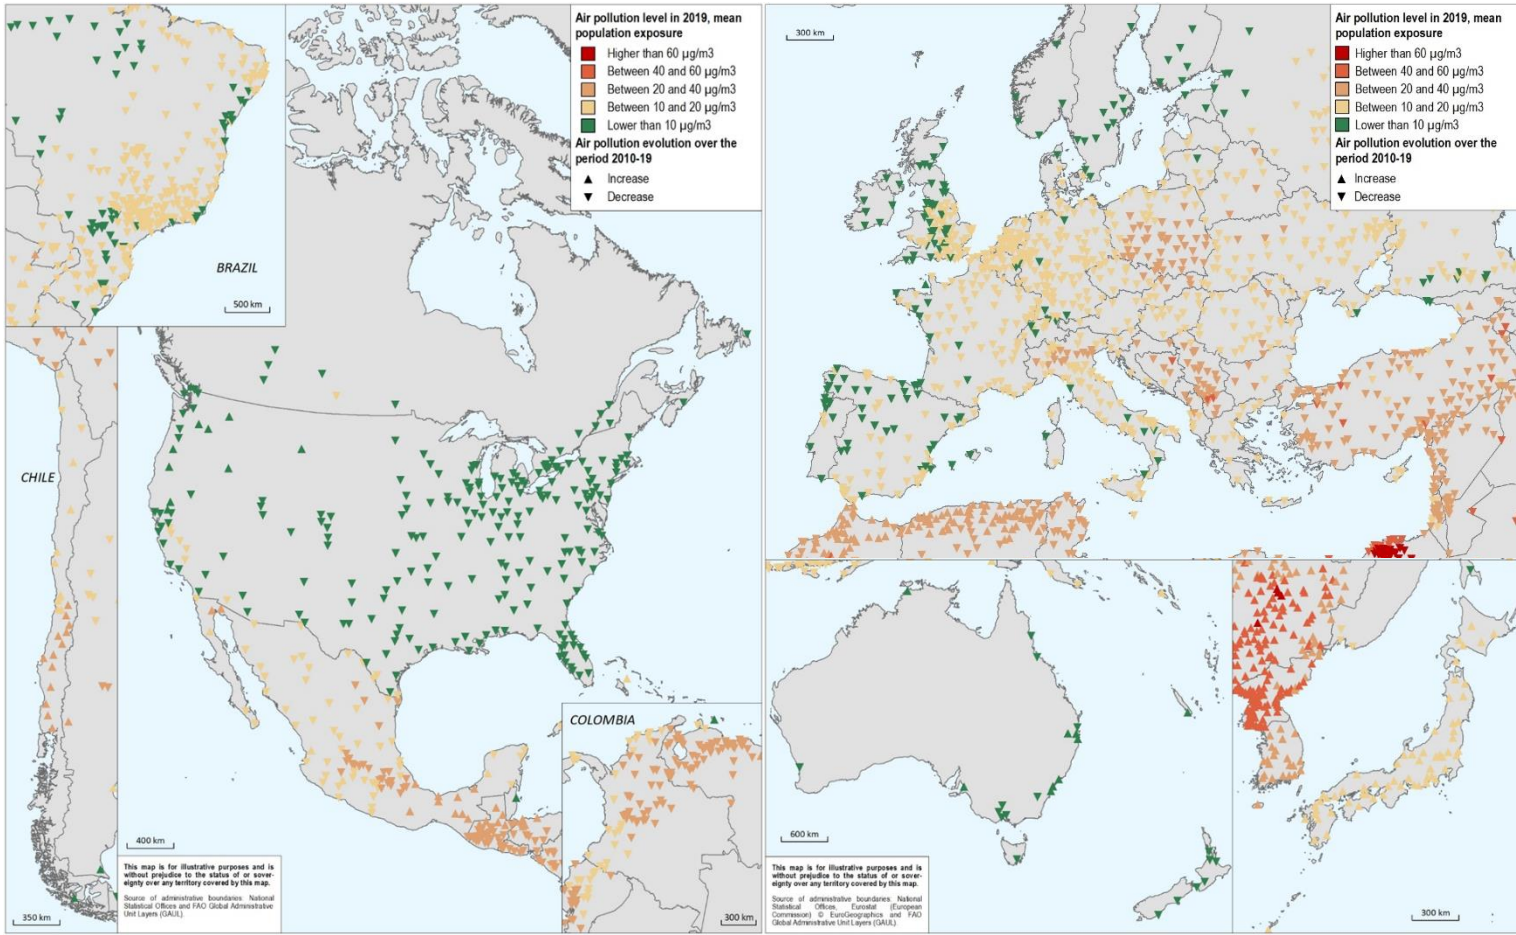 Air pollution level in 2019, mean
population exposure
Higher than 60 µg/m3
Between 40 and 60 µg/m3
Between 20 and 40 µg/m3
Between 10 and 20 µg/m3
Lower than 10 µg/m3
Air pollution evolution over the
period 2010-19
Increase
Decrease
BRAZIL
500 km
CHILE
COLOMBIA
400 km
This map is for illustrative purposes and is
without prejudice to the status of or sover-
eignty over any territory covered by this map.
Source of administrative boundaries: National
Statistical Offices and FAO Global Administrative
Unit Layers (GAUL).
350 km
300 km
300 km
Air pollution level in 2019, mean
population exposure
Higher than 60 µg/m3
Between 40 and 60 µg/m3
Between 20 and 40 µg/m3
Between 10 and 20 µg/m3
Lower than 10 µg/m3
Air pollution evolution over the
period 2010-19
Increase
Decrease
600 km
This map is for illustrative purposes and is
without prejudice to the status of or sover-
eignty over any territory covered by this map.
Source of administrative boundaries: National
Statistical Offices, Eurostat (European
Commission) © EuroGeographics and FAO
Global Administrative Unit Layers (GAUL).
300 km